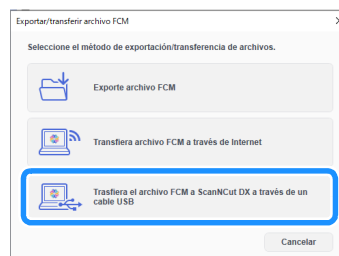 Exportar/transferir archivo FCM
Seleccione el método de exportación/transferencia de archivos.
Exporte archivo FCM
Transfiera archivo FCM a través de Internet
Trasfiera el archivo FCM a ScanNCut DX a través de un
cable USB
Cancelar